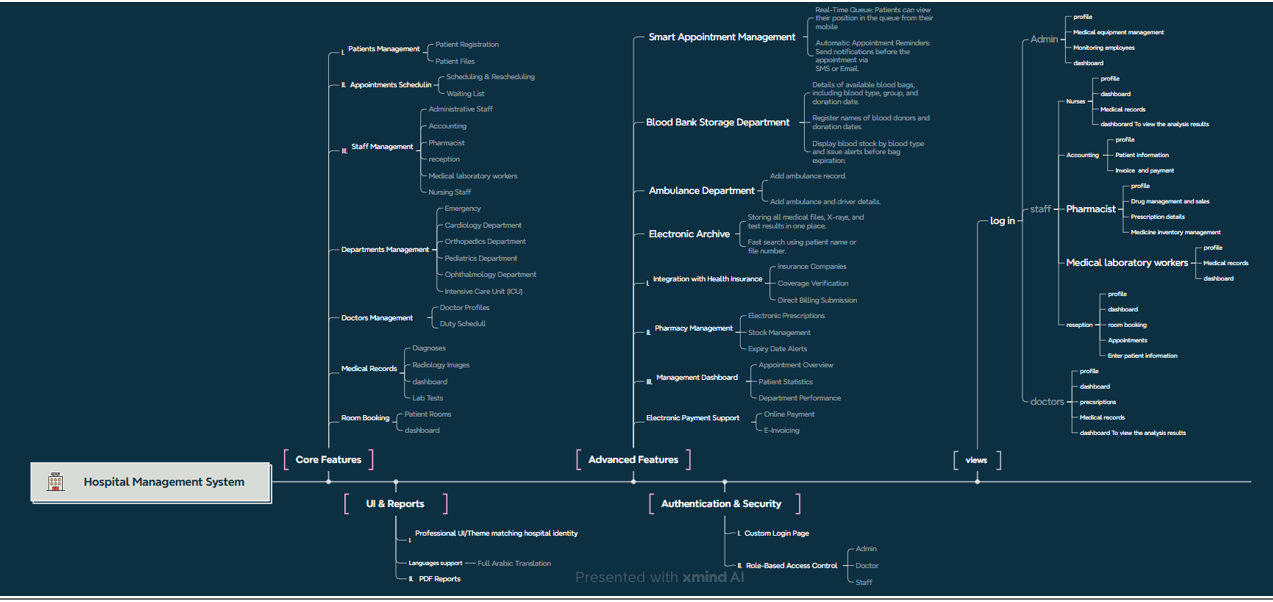 Hospital Management System
Core Features
I. Patients Management
Patient Registration
Patient Files
II. Appointments Schedulin
Scheduling & Rescheduling
Waiting List
III. Staff Management
Administrative Staff
Accounting
Pharmacist
reception
Medical laboratory workers
Nursing Staff
Departments Management
Emergency
Cardiology Department
Orthopedics Department
Pediatrics Department
Ophthalmology Department
Intensive Care Unit (ICU)
Doctors Management
Doctor Profiles
Duty Schedull
Medical Records
Diagnoses
Radiology Images
dashboard
Lab Tests
Room Booking
Patient Rooms
dashboard
UI & Reports
I. Professional UI/Theme matching hospital identity
Languages support
Full Arabic Translation
II. PDF Reports
Advanced Features
Smart Appointment Management
Real-Time Queue: Patients can view
their position in the queue from their
mobile
Automatic Appointment Reminders:
Send notifications before the
appointment via
SMS or Email.
Blood Bank Storage Department
Details of available blood bags,
including blood type, group, and
donation date.
Register names of blood donors and
donation dates.
Display blood stock by blood type
and issue alerts before bag
expiration.
Ambulance Department
Add ambulance record.
Add ambulance and driver details.
Electronic Archive
Storing all medical files, X-rays, and
test results in one place.
Fast search using patient name or
file number.
I. Integration with Health Insurance
Insurance Companies
Coverage Verification
Direct Billing Submission
II. Pharmacy Management
Electronic Prescriptions
Stock Management
Expiry Date Alerts
III. Management Dashboard
Appointment Overview
Patient Statistics
Department Performance
Electronic Payment Support
Online Payment
E-Invoicing
Authentication & Security
I. Custom Login Page
II. Role-Based Access Control
Admin
Doctor
Staff
views
log in
Admin
profile
Medical equipment management
Monitoring employees
dashboard
staff
Nurses
profile
dashboard
Medical records
dashborard To view the analysis results
Accounting
profile
Patient information
Invoice and payment
Pharmacist
profile
Drug management and sales
Prescription details
Medicine inventory management
Medical laboratory workers
profile
Medical records
dashboard
reception
profile
dashboard
room booking
Appointments
Enter patient information
doctors
profile
dashboard
precsriptions
Medical records
dashboard To view the analysis results
Presented with xmind AI